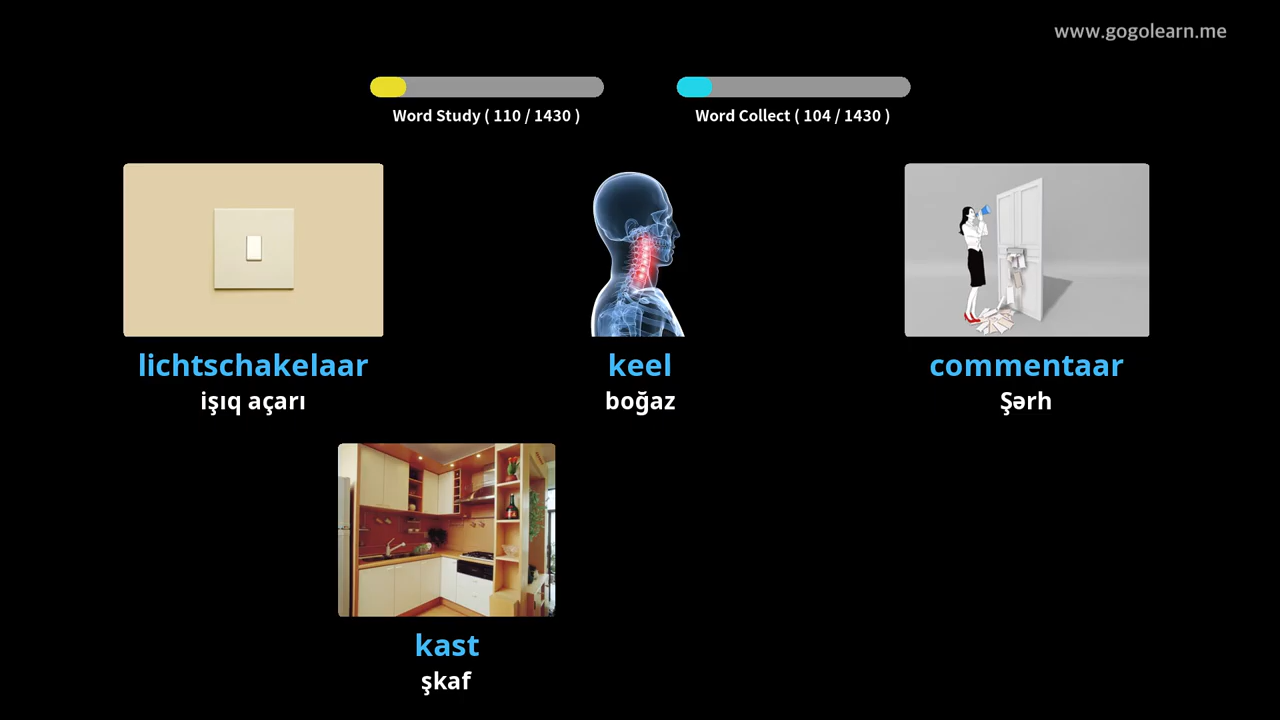 www.gogolearn.me
Word Study ( 110 / 1430 )
Word Collect ( 104 / 1430 )
lichtschakelaar
işıq açarı
keel
boğaz
commentaar
Şərh
kast
şkaf